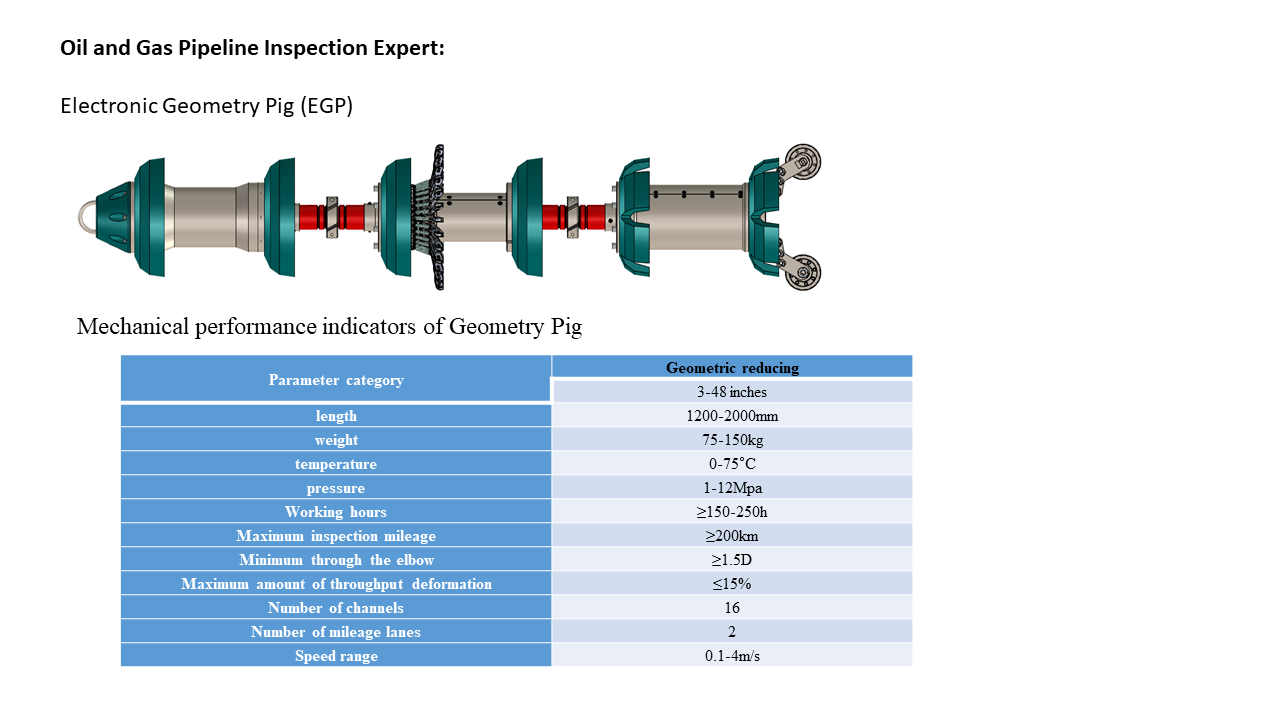 Oil and Gas Pipeline Inspection Expert:
Electronic Geometry Pig (EGP)
Mechanical performance indicators of Geometry Pig
Parameter category
Geometric reducing
3-48 inches
length 1200-2000mm
weight 75-150kg
temperature 0-75°C
pressure 1-12Mpa
Working hours ≥150-250h
Maximum inspection mileage ≥200km
Minimum through the elbow ≥1.5D
Maximum amount of throughput deformation ≤15%
Number of channels 16
Number of mileage lanes 2
Speed range 0.1-4m/s